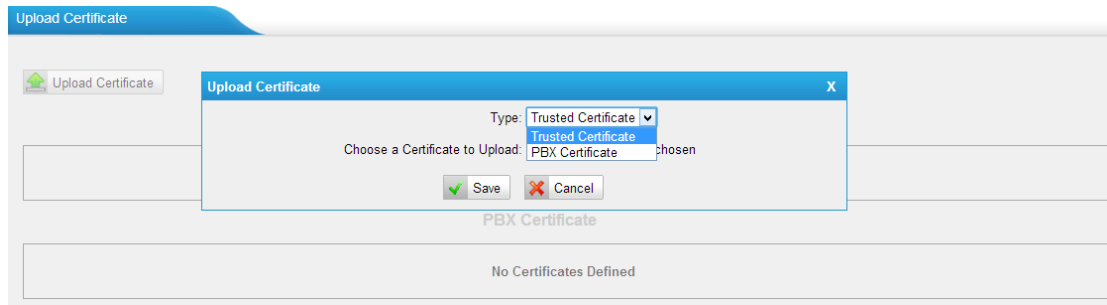 Upload Certificate
Upload Certificate
Upload Certificate X
Type: Trusted Certificate
Trusted Certificate
Choose a Certificate to Upload: PBX Certificate chosen
Save Cancel
PBX Certificate
No Certificates Defined